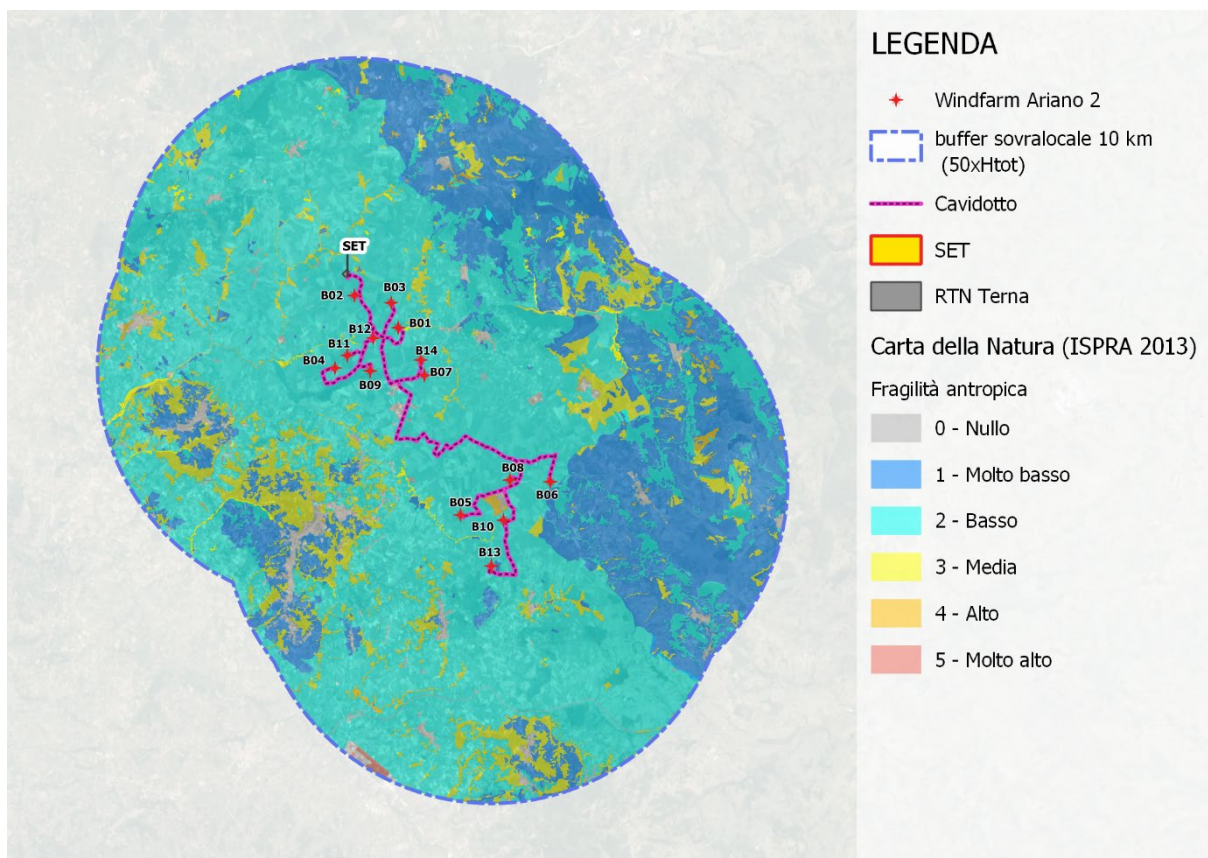 SET
B03
B02
B01
B12
B11
B14
B04
B09
B07
B08
B06
B05
B10
B13
LEGENDA
Windfarm Ariano 2
buffer sovralocale 10 km
(50xHtot)
Cavidotto
SET
RTN Terna
Carta della Natura (ISPRA 2013)
Fragilità antropica
0 - Nullo
1 - Molto basso
2 - Basso
3 - Media
4 - Alto
5 - Molto alto